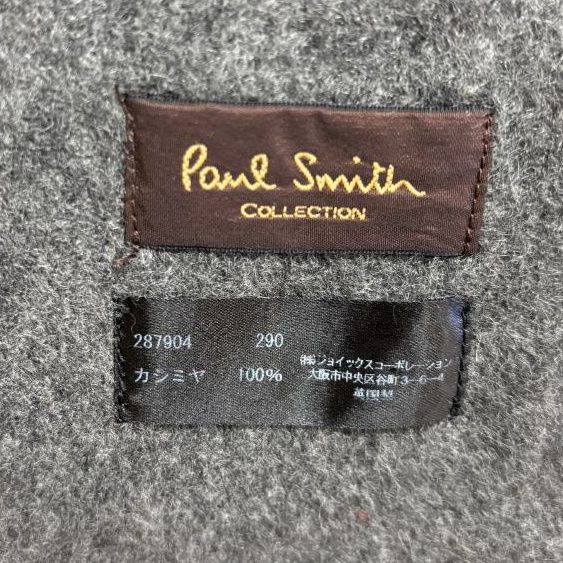 Paul Smith
COLLECTION
287904 290
カシミヤ 100%
(株)ジョイックスコーポレーション
大阪市中央区谷町3-6-4
英国製